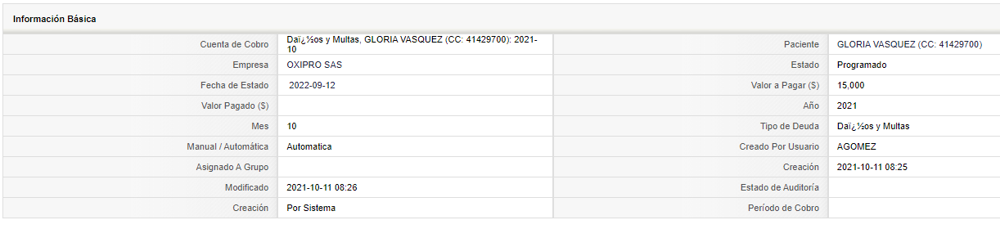 Información Básica
Cuenta de Cobro Daï¿½os y Multas, GLORIA VASQUEZ (CC: 41429700): 2021-
10 Paciente GLORIA VASQUEZ (CC: 41429700)
Empresa OXIPRO SAS Estado Programado
Fecha de Estado 2022-09-12 Valor a Pagar ($) 15,000
Valor Pagado ($) Año 2021
Mes 10 Tipo de Deuda Daï¿½os y Multas
Manual / Automática Automatica Creado Por Usuario AGOMEZ
Asignado A Grupo Creación 2021-10-11 08:25
Modificado 2021-10-11 08:26 Estado de Auditoría
Creación Por Sistema Período de Cobro